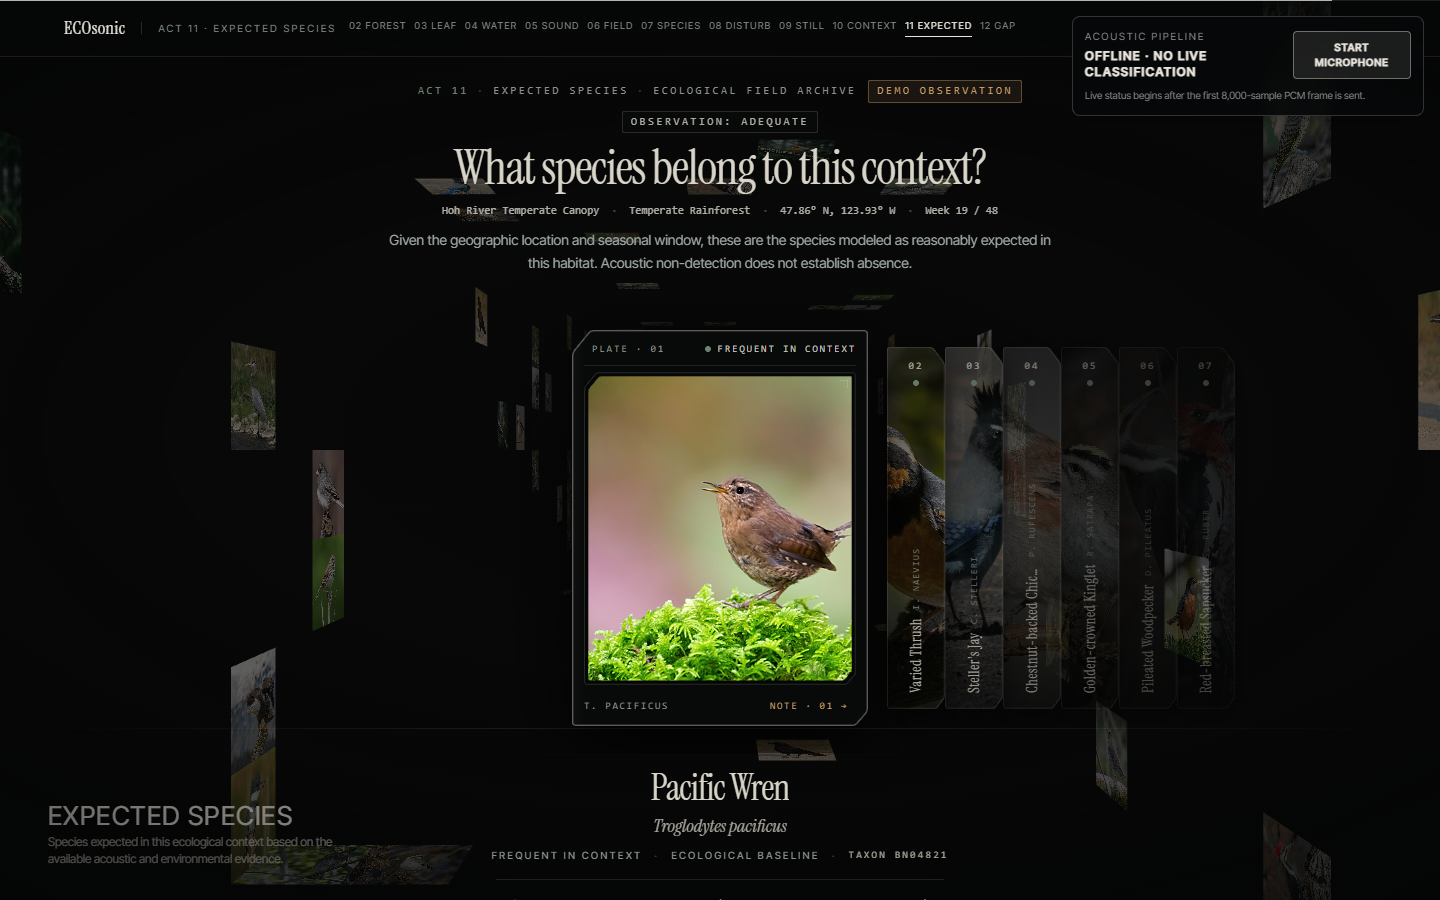 ECOsonic
ACT 11 · EXPECTED SPECIES
02 FOREST 03 LEAF 04 WATER 05 SOUND 06 FIELD 07 SPECIES 08 DISTURB 09 STILL 10 CONTEXT 11 EXPECTED 12 GAP
ACOUSTIC PIPELINE
OFFLINE · NO LIVE
CLASSIFICATION
START
MICROPHONE
Live status begins after the first 8,000-sample PCM frame is sent.
ACT 11 · EXPECTED SPECIES · ECOLOGICAL FIELD ARCHIVE DEMO OBSERVATION
OBSERVATION: ADEQUATE
What species belong to this context?
Hoh River Temperate Canopy · Temperate Rainforest · 47.86° N, 123.93° W · Week 19 / 48
Given the geographic location and seasonal window, these are the species modeled as reasonably expected in
this habitat. Acoustic non-detection does not establish absence.
PLATE · 01 FREQUENT IN CONTEXT
T. PACIFICUS NOTE · 01 →
02
Varied Thrush I. NAEVIUS
03
Steller's Jay C. STELLERI
04
Chestnut-backed Chic… P. RUFESCENS
05
Golden-crowned Kinglet R. SATRAPA
06
Pileated Woodpecker D. PILEATUS
07
Red-breasted Sapsucker S. RUBER
Pacific Wren
Troglodytes pacificus
FREQUENT IN CONTEXT · ECOLOGICAL BASELINE · TAXON BN04821
EXPECTED SPECIES
Species expected in this ecological context based on the
available acoustic and environmental evidence.